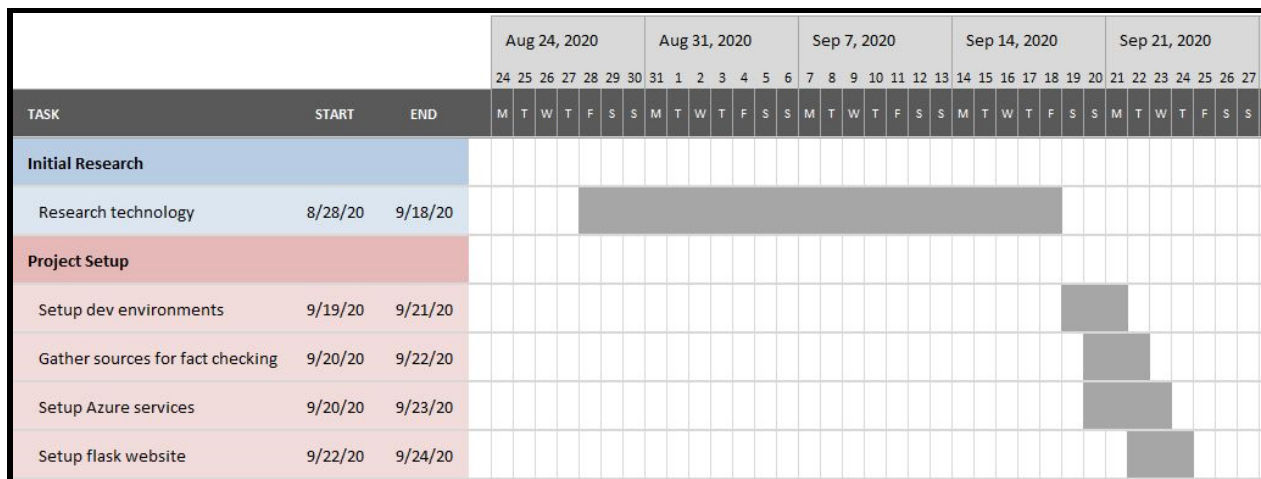 Aug 24, 2020 Aug 31, 2020 Sep 7, 2020 Sep 14, 2020 Sep 21, 2020
24 25 26 27 28 29 30 31 1 2 3 4 5 6 7 8 9 10 11 12 13 14 15 16 17 18 19 20 21 22 23 24 25 26 27
TASK START END M T W T F S S M T W T F S S M T W T F S S M T W T F S S M T W T F S S
Initial Research
Research technology 8/28/20 9/18/20
Project Setup
Setup dev environments 9/19/20 9/21/20
Gather sources for fact checking 9/20/20 9/22/20
Setup Azure services 9/20/20 9/23/20
Setup flask website 9/22/20 9/24/20